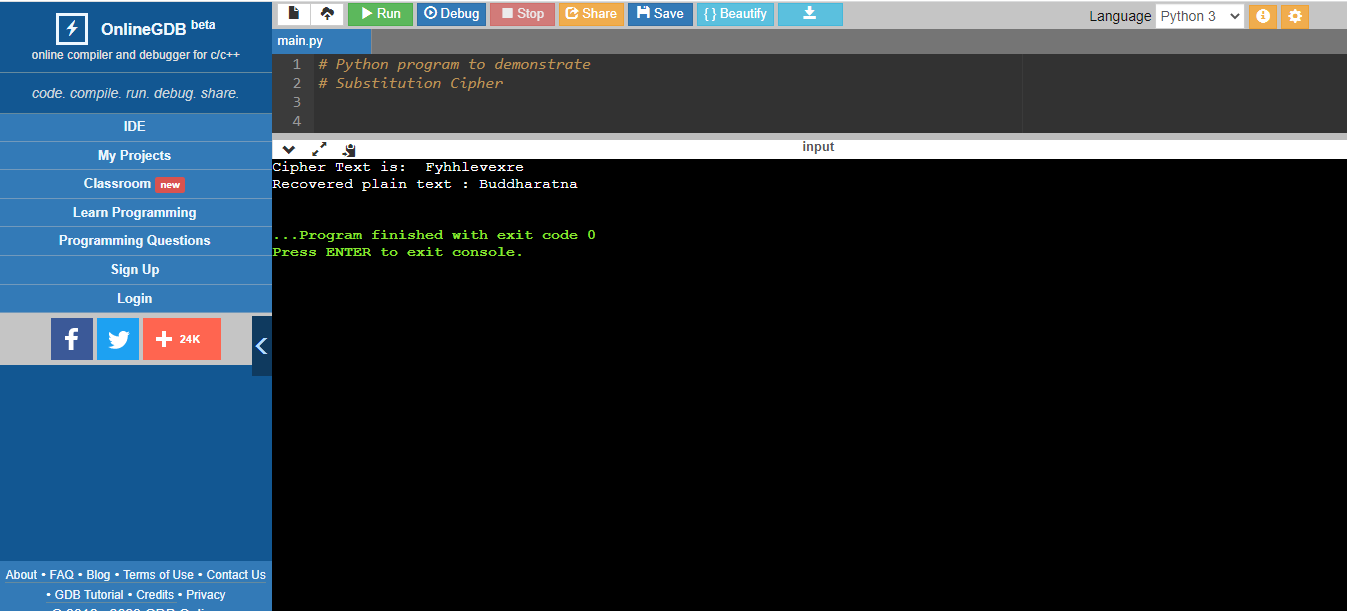 OnlineGDB beta
online compiler and debugger for c/c++
code. compile. run. debug. share.
IDE
My Projects
Classroom new
Learn Programming
Programming Questions
Sign Up
Login
f
24K
About • FAQ • Blog • Terms of Use • Contact Us
• GDB Tutorial • Credits • Privacy
Run Debug Stop Share Save { } Beautify
Language Python 3
main.py
1 # Python program to demonstrate
2 # Substitution Cipher
3
4
input
Cipher Text is:  Fyhhlevexre
Recovered plain text : Buddharatna
...Program finished with exit code 0
Press ENTER to exit console.